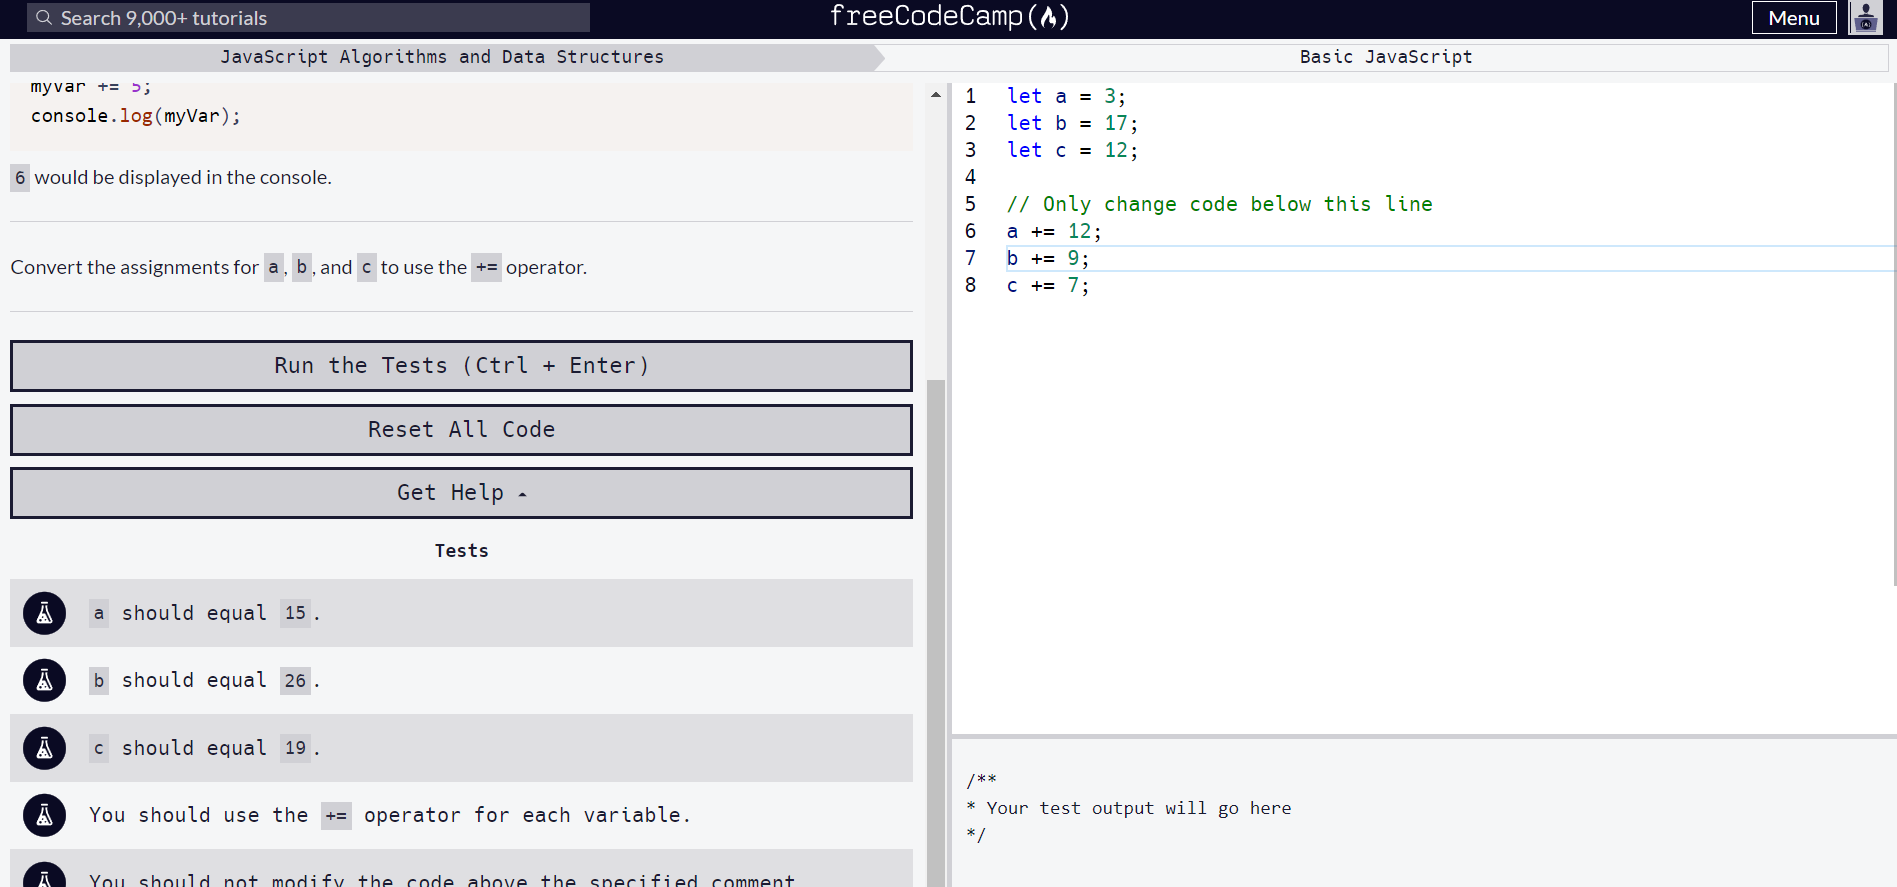 Search 9,000+ tutorials
freeCodeCamp(🔥)
Menu
JavaScript Algorithms and Data Structures
Basic JavaScript
myVar += 5;
console.log(myVar);
6 would be displayed in the console.
Convert the assignments for a, b, and c to use the += operator.
Run the Tests (Ctrl + Enter)
Reset All Code
Get Help
Tests
a should equal 15.
b should equal 26.
c should equal 19.
You should use the += operator for each variable.
You should not modify the code above the specified comment
1 let a = 3;
2 let b = 17;
3 let c = 12;
4
5 // Only change code below this line
6 a += 12;
7 b += 9;
8 c += 7;
/**
* Your test output will go here
*/